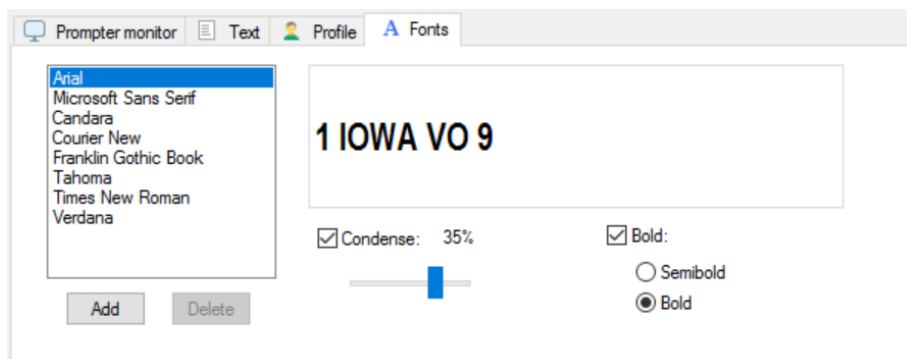 Prompter monitor Text Profile A Fonts
Arial
Microsoft Sans Serif
Candara
Courier New
Franklin Gothic Book
Tahoma
Times New Roman
Verdana
Add Delete
1 IOWA VO 9
Condense: 35%
Bold:
Semibold
Bold